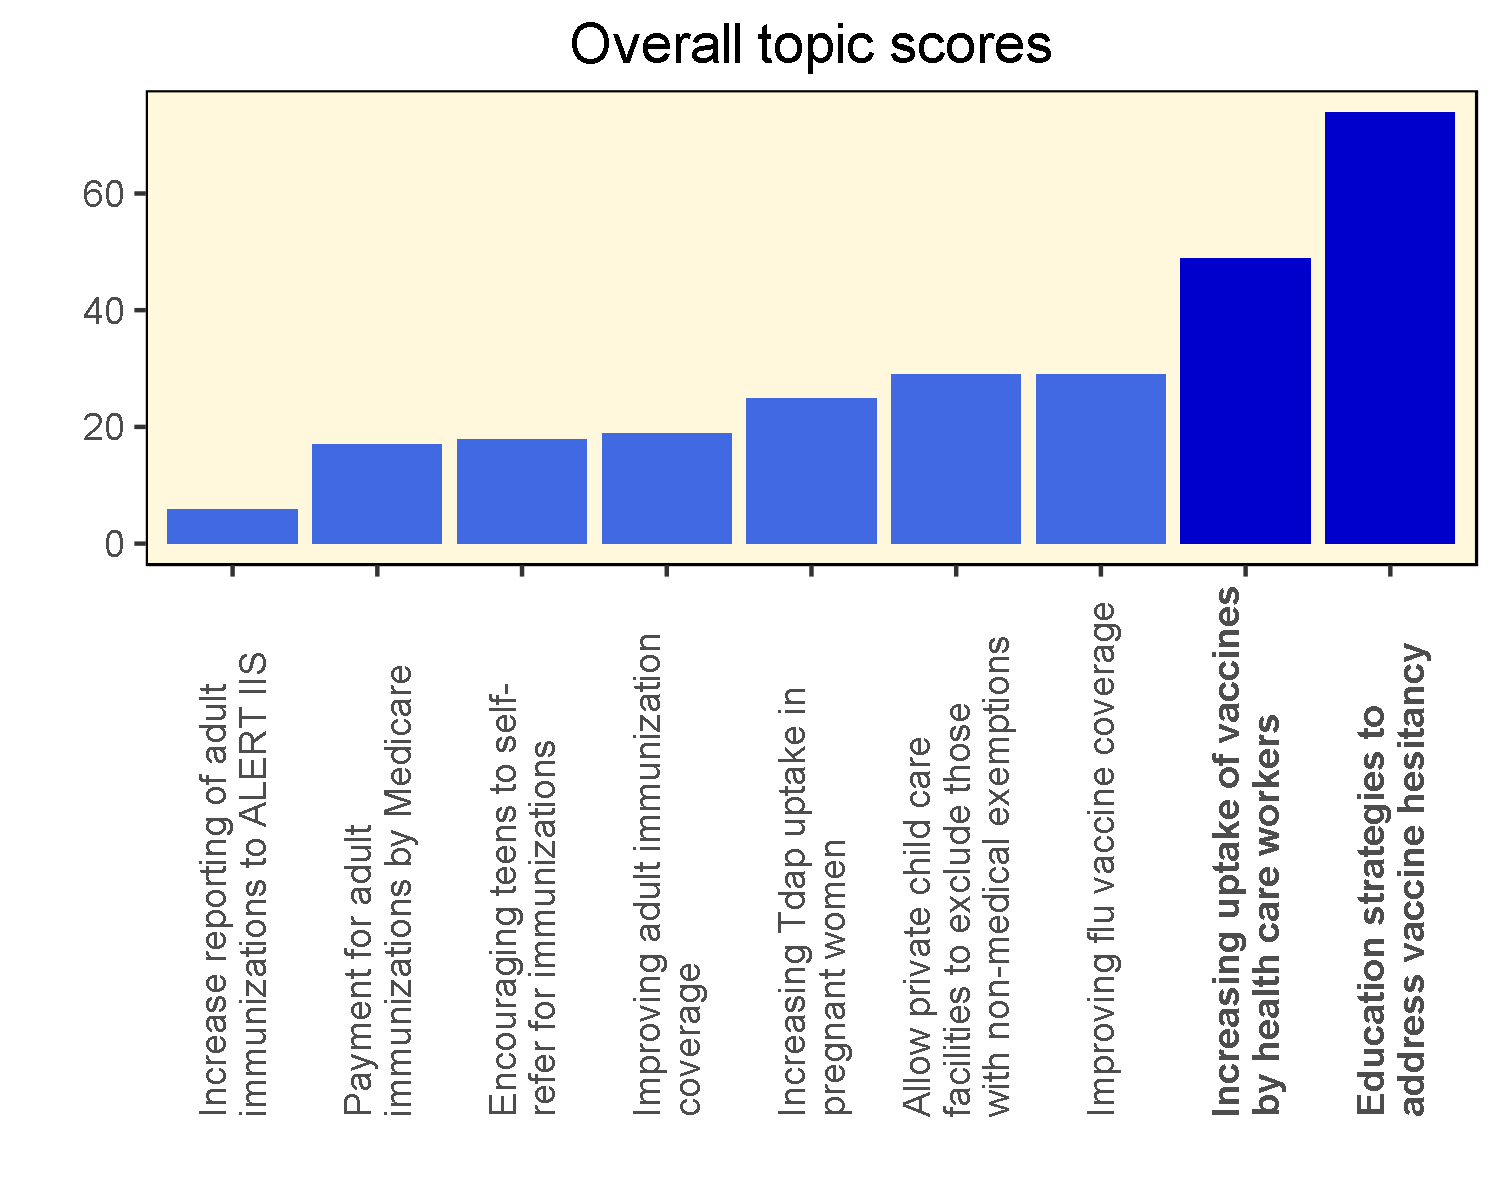 Overall topic scores
60
40
20
0
Increase reporting of adult
immunizations to ALERT IIS
Payment for adult
immunizations by Medicare
Encouraging teens to self-
refer for immunizations
Improving adult immunization
coverage
Increasing Tdap uptake in
pregnant women
Allow private child care
facilities to exclude those
with non-medical exemptions
Improving flu vaccine coverage
Increasing uptake of vaccines
by health care workers
Education strategies to
address vaccine hesitancy